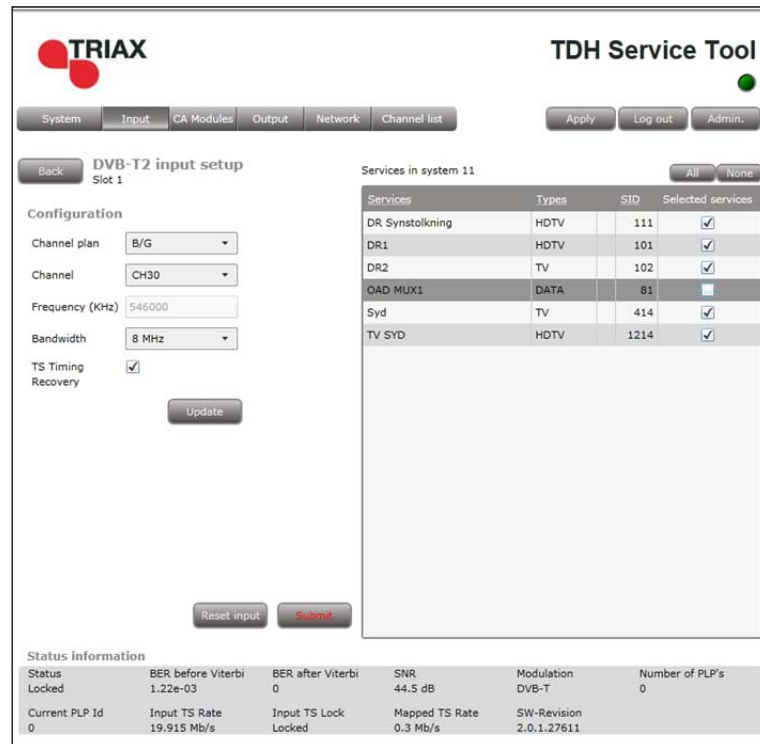 TRIAX
TDH Service Tool
System Input CA Modules Output Network Channel list Apply Log out Admin.
Back DVB-T2 input setup
Slot 1
Configuration
Channel plan B/G
Channel CH30
Frequency (KHz) 546000
Bandwidth 8 MHz
TS Timing
Recovery
Update
Reset input Submit
Services in system 11 All None
Services Types SID Selected services
DR Synstolkning HDTV 111
DR1 HDTV 101
DR2 TV 102
OAD MUX1 DATA 81
Syd TV 414
TV SYD HDTV 1214
Status information
Status BER before Viterbi BER after Viterbi SNR Modulation Number of PLP's
Locked 1.22e-03 0 44.5 dB DVB-T 0
Current PLP Id Input TS Rate Input TS Lock Mapped TS Rate SW-Revision
0 19.915 Mb/s Locked 0.3 Mb/s 2.0.1.27611